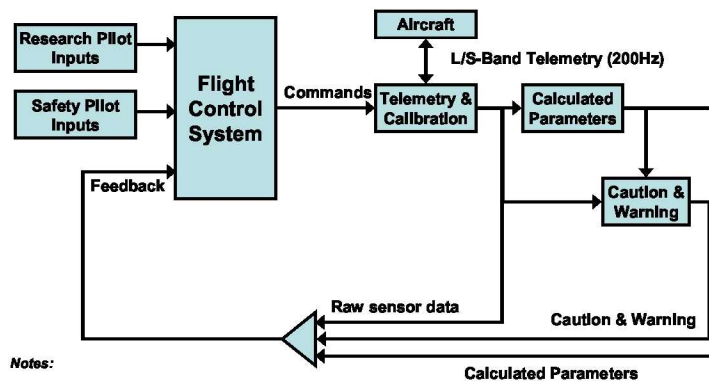 Research Pilot
Inputs
Safety Pilot
Inputs
Flight
Control
System
Commands
Aircraft
L/S-Band Telemetry (200Hz)
Telemetry &
Calibration
Calculated
Parameters
Caution &
Warning
Feedback
Raw sensor data
Caution & Warning
Calculated Parameters
Notes: